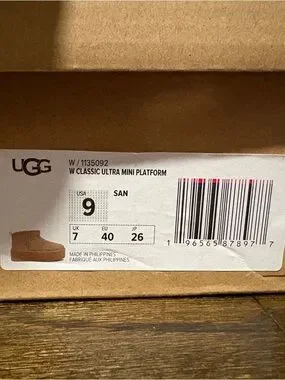 UGG
W / 1135092
W CLASSIC ULTRA MINI PLATFORM
USA
9
SAN
UK EU JP
7 40 26
1 96565 87897 7
MADE IN PHILIPPINES
FABRIQUÉ AUX PHILIPPINES